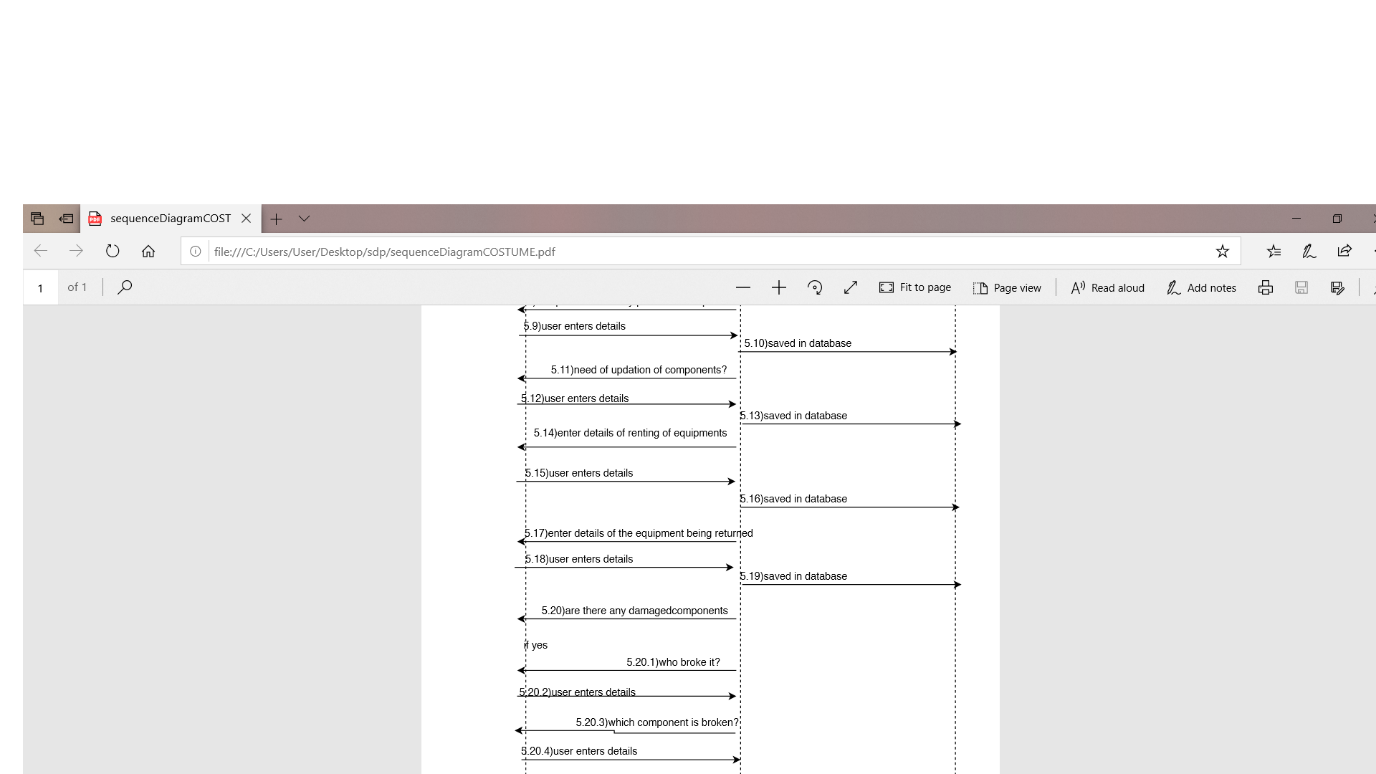 sequenceDiagramCOST
file:///C:/Users/User/Desktop/sdp/sequenceDiagramCOSTUME.pdf
1 of 1
Fit to page
Page view
Read aloud
Add notes
5.9)user enters details
5.10)saved in database
5.11)need of updation of components?
5.12)user enters details
5.13)saved in database
5.14)enter details of renting of equipments
5.15)user enters details
5.16)saved in database
5.17)enter details of the equipment being returned
5.18)user enters details
5.19)saved in database
5.20)are there any damagedcomponents
if yes
5.20.1)who broke it?
5.20.2)user enters details
5.20.3)which component is broken?
5.20.4)user enters details